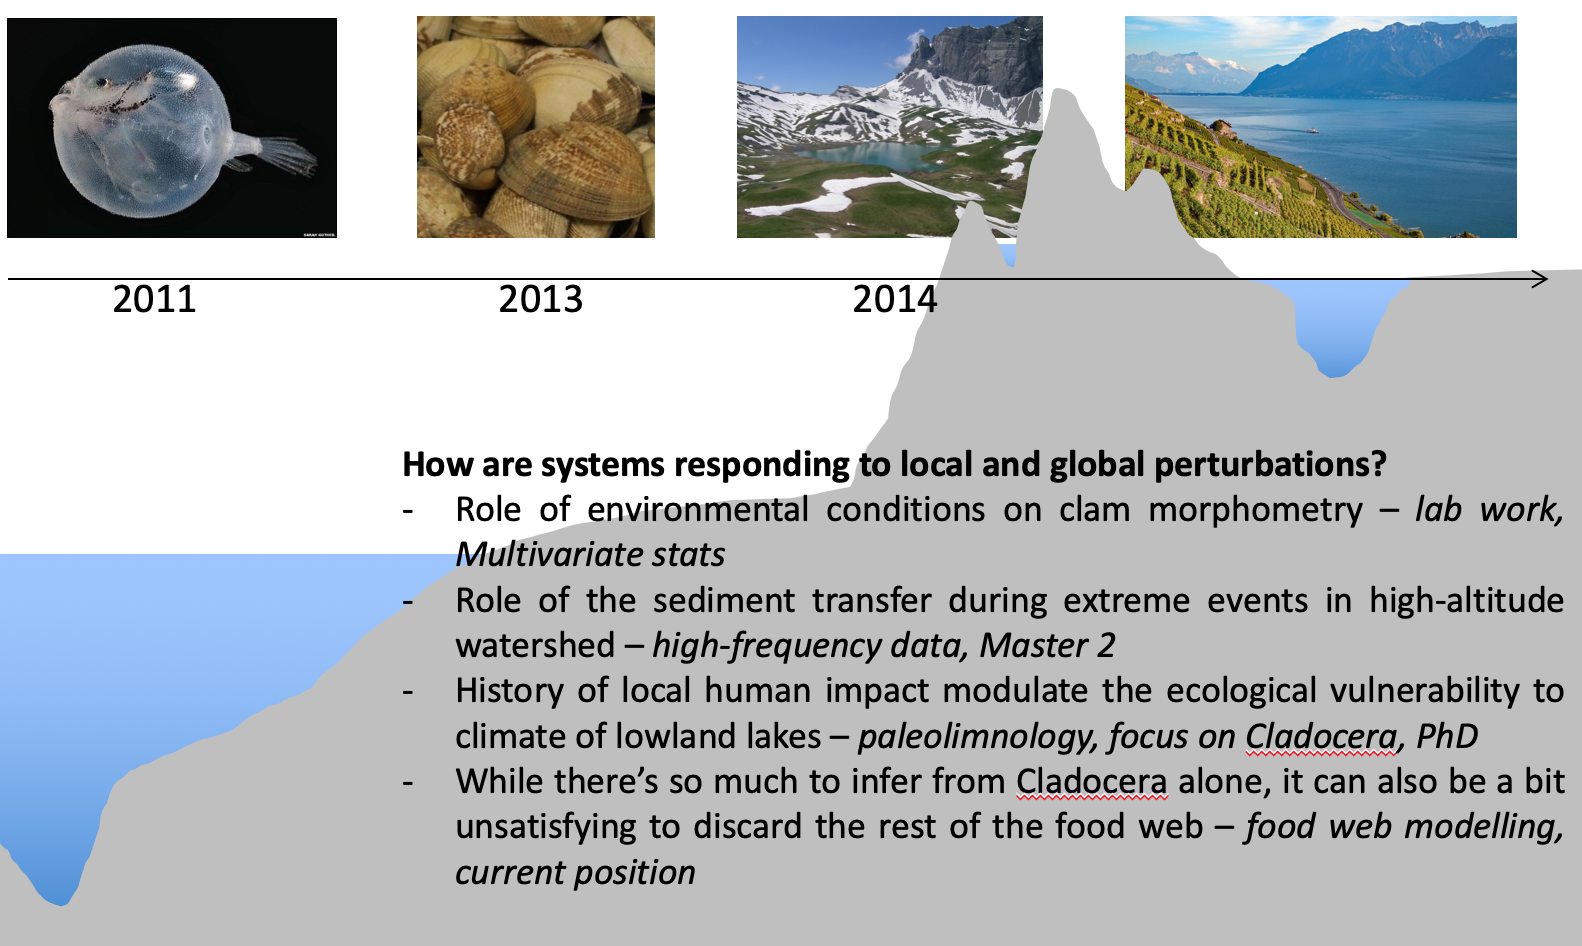 SARAH GOTHEIL
2011
2013
2014
How are systems responding to local and global perturbations?
- Role of environmental conditions on clam morphometry – lab work,
Multivariate stats
- Role of the sediment transfer during extreme events in high-altitude
watershed – high-frequency data, Master 2
- History of local human impact modulate the ecological vulnerability to
climate of lowland lakes – paleolimnology, focus on Cladocera, PhD
- While there’s so much to infer from Cladocera alone, it can also be a bit
unsatisfying to discard the rest of the food web – food web modelling,
current position